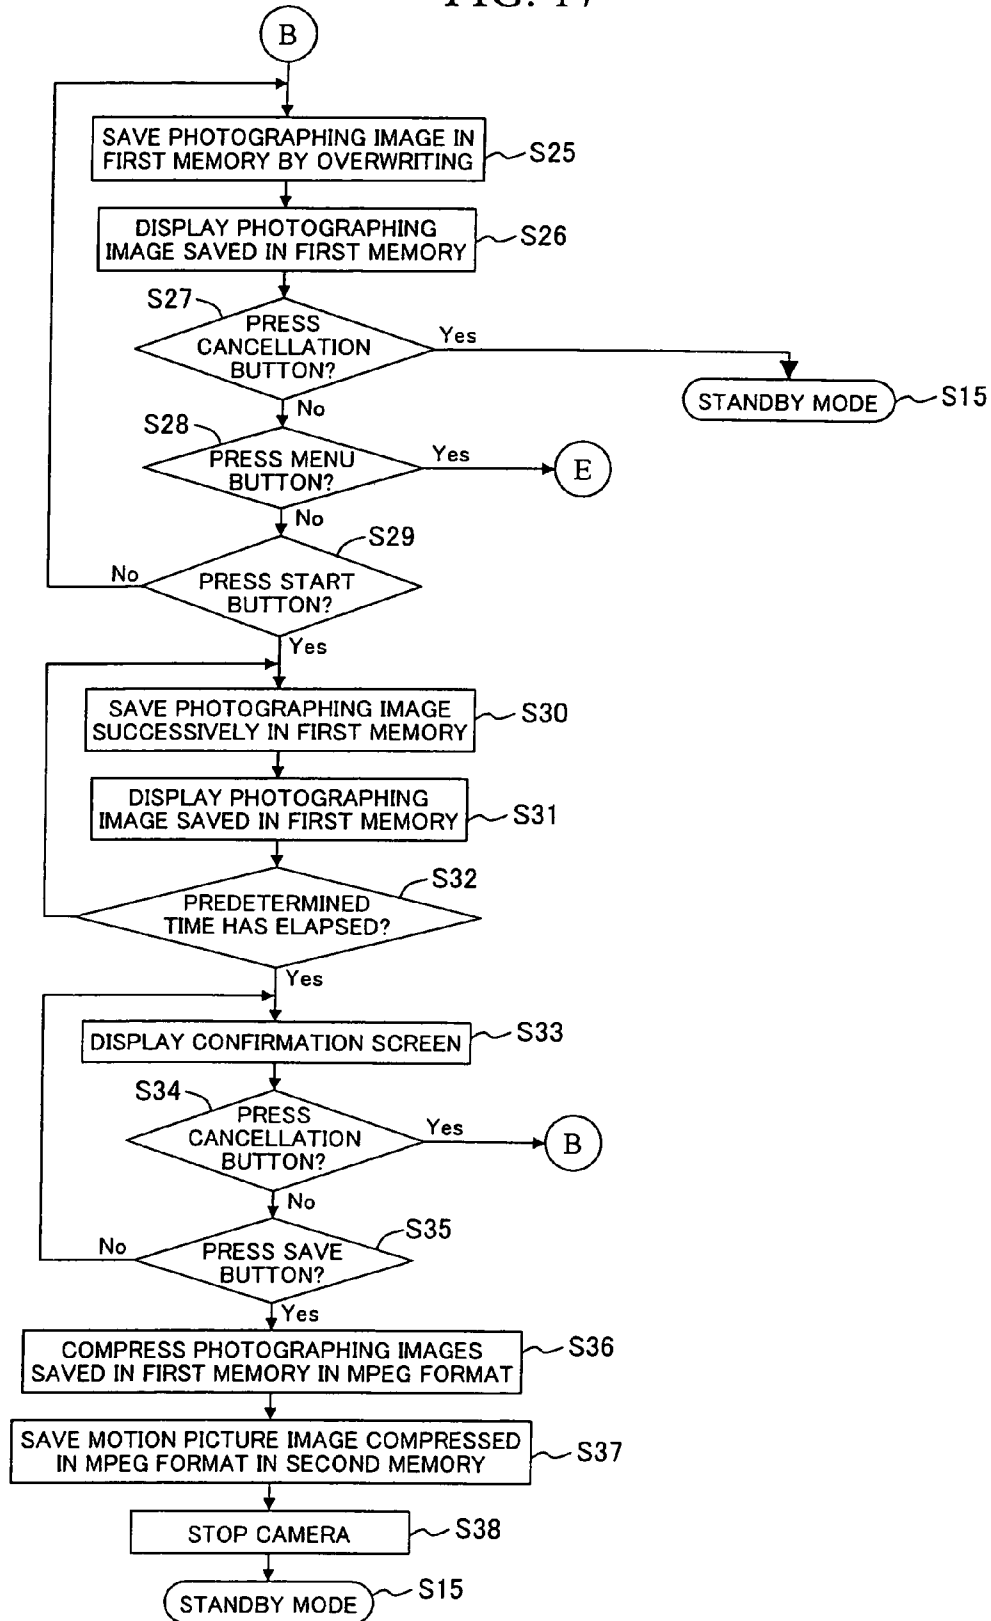 B
SAVE PHOTOGRAPHING IMAGE IN
FIRST MEMORY BY OVERWRITING
S25
DISPLAY PHOTOGRAPHING
IMAGE SAVED IN FIRST MEMORY
S26
S27
PRESS
CANCELLATION
BUTTON?
Yes
STANDBY MODE
S15
No
S28
PRESS MENU
BUTTON?
Yes
E
No
S29
PRESS START
BUTTON?
No
Yes
SAVE PHOTOGRAPHING IMAGE
SUCCESSIVELY IN FIRST MEMORY
S30
DISPLAY PHOTOGRAPHING
IMAGE SAVED IN FIRST MEMORY
S31
S32
PREDETERMINED
TIME HAS ELAPSED?
Yes
DISPLAY CONFIRMATION SCREEN
S33
S34
PRESS
CANCELLATION
BUTTON?
Yes
B
No
S35
PRESS SAVE
BUTTON?
No
Yes
COMPRESS PHOTOGRAPHING IMAGES
SAVED IN FIRST MEMORY IN MPEG FORMAT
S36
SAVE MOTION PICTURE IMAGE COMPRESSED
IN MPEG FORMAT IN SECOND MEMORY
S37
STOP CAMERA
S38
STANDBY MODE
S15